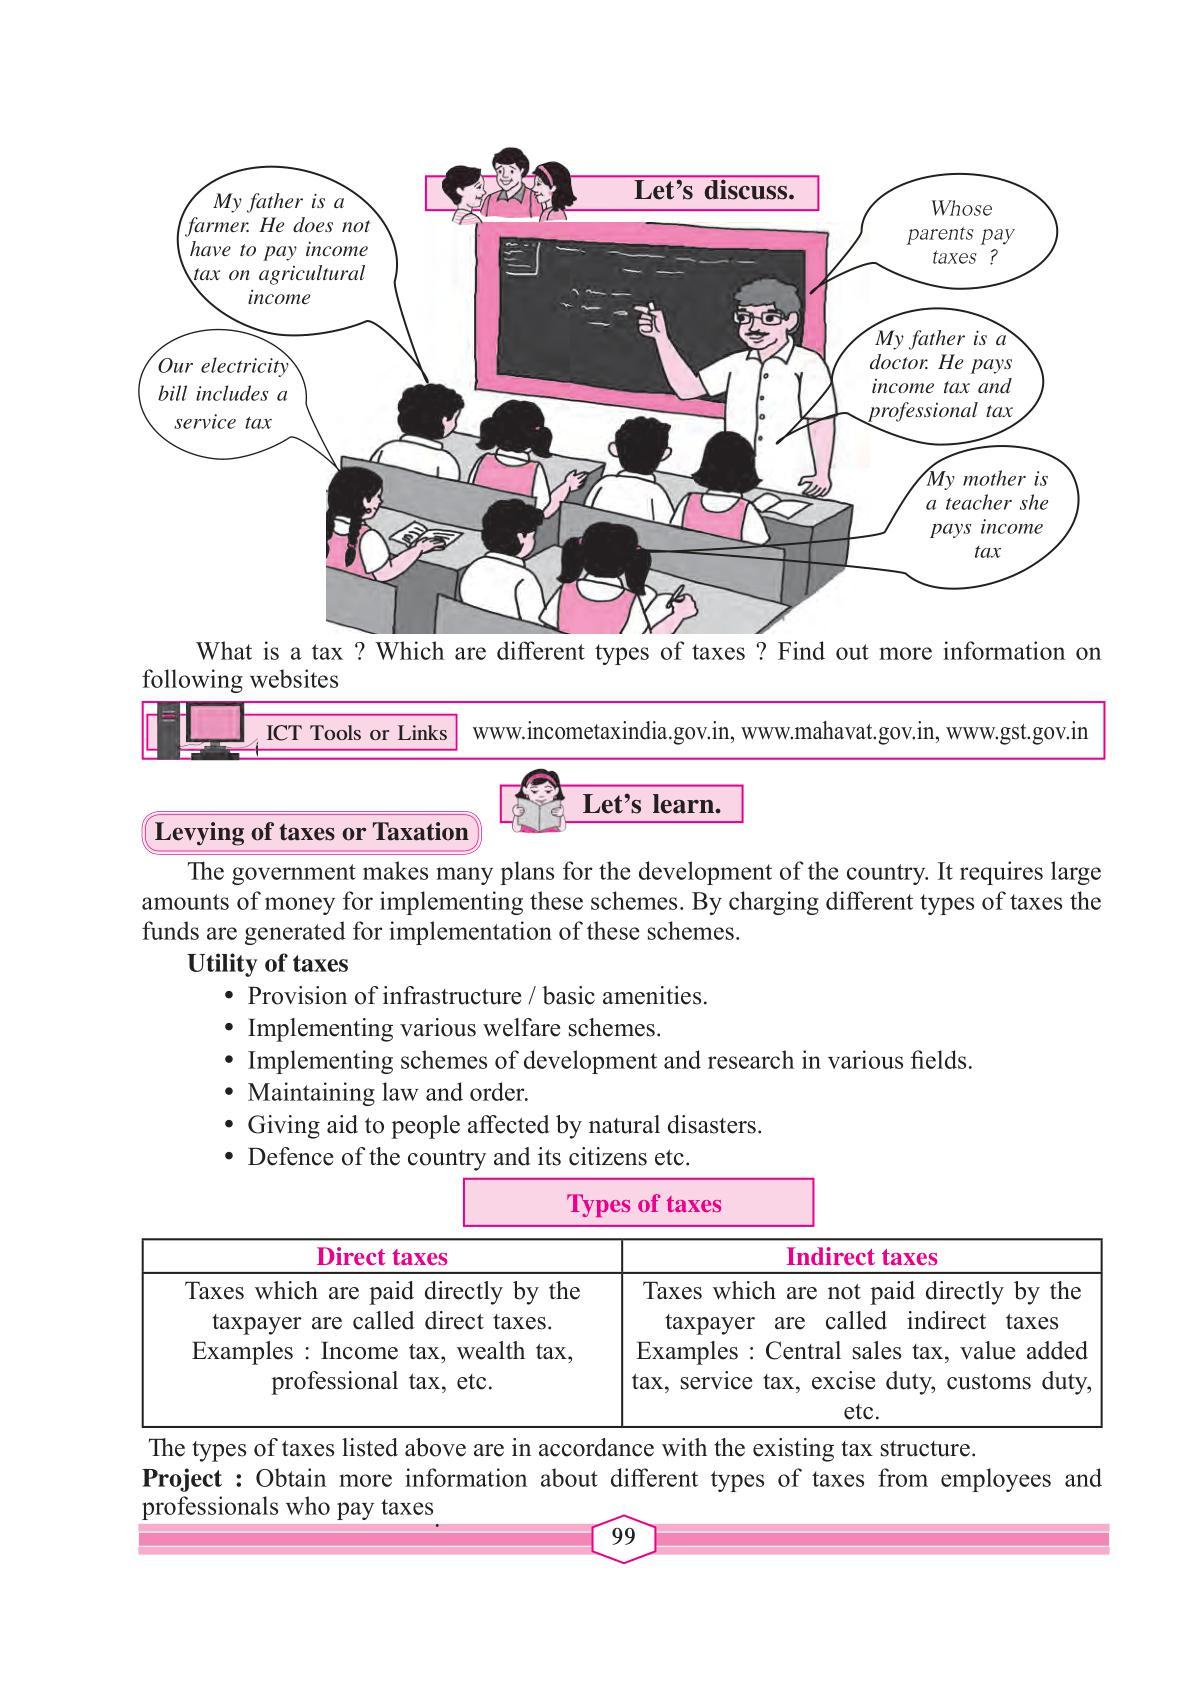 Let's discuss.
My father is a
farmer. He does not
have to pay income
tax on agricultural
income
Whose
parents pay
taxes ?
Our electricity
bill includes a
service tax
My father is a
doctor. He pays
income tax and
professional tax
My mother is
a teacher she
pays income
tax
What is a tax ? Which are different types of taxes ? Find out more information on
following websites
ICT Tools or Links
www.incometaxindia.gov.in, www.mahavat.gov.in, www.gst.gov.in
Let's learn.
Levying of taxes or Taxation
The government makes many plans for the development of the country. It requires large
amounts of money for implementing these schemes. By charging different types of taxes the
funds are generated for implementation of these schemes.
Utility of taxes
• Provision of infrastructure / basic amenities.
• Implementing various welfare schemes.
• Implementing schemes of development and research in various fields.
• Maintaining law and order.
• Giving aid to people affected by natural disasters.
• Defence of the country and its citizens etc.
Types of taxes
Direct taxes
Taxes which are paid directly by the
taxpayer are called direct taxes.
Examples : Income tax, wealth tax,
professional tax, etc.
Indirect taxes
Taxes which are not paid directly by the
taxpayer are called indirect taxes
Examples : Central sales tax, value added
tax, service tax, excise duty, customs duty,
etc.
The types of taxes listed above are in accordance with the existing tax structure.
Project : Obtain more information about different types of taxes from employees and
professionals who pay taxes.
99